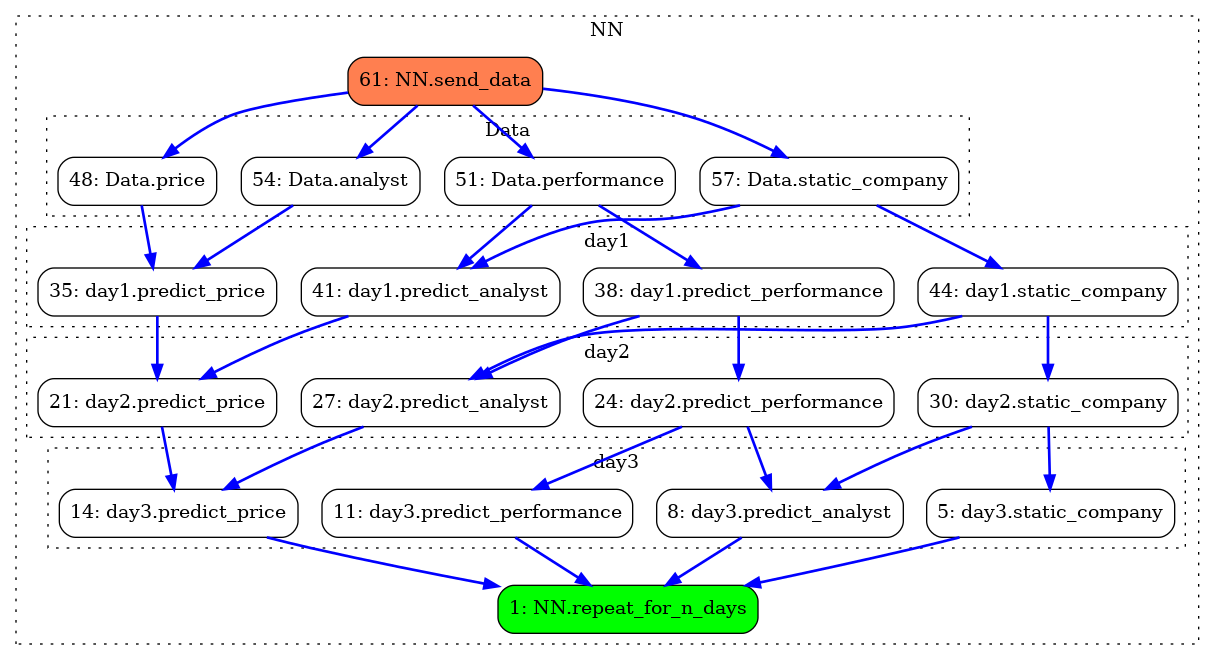 NN
61: NN.send_data
Data
48: Data.price
54: Data.analyst
51: Data.performance
57: Data.static_company
day1
35: day1.predict_price
41: day1.predict_analyst
38: day1.predict_performance
44: day1.static_company
day2
21: day2.predict_price
27: day2.predict_analyst
24: day2.predict_performance
30: day2.static_company
day3
14: day3.predict_price
11: day3.predict_performance
8: day3.predict_analyst
5: day3.static_company
1: NN.repeat_for_n_days